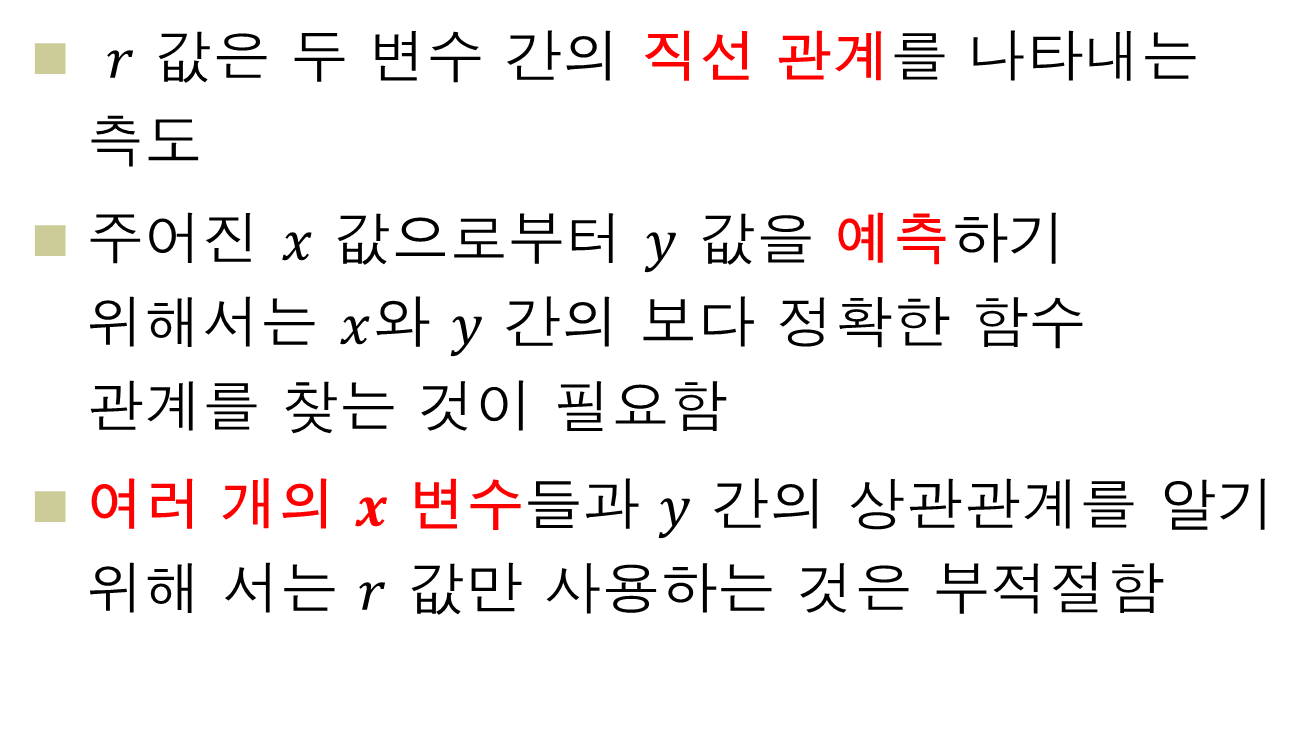 r 값은 두 변수 간의 직선 관계를 나타내는
측도
주어진 x 값으로부터 y 값을 예측하기
위해서는 x와 y 간의 보다 정확한 함수
관계를 찾는 것이 필요함
여러 개의 x 변수들과 y 간의 상관관계를 알기
위해 서는 r 값만 사용하는 것은 부적절함